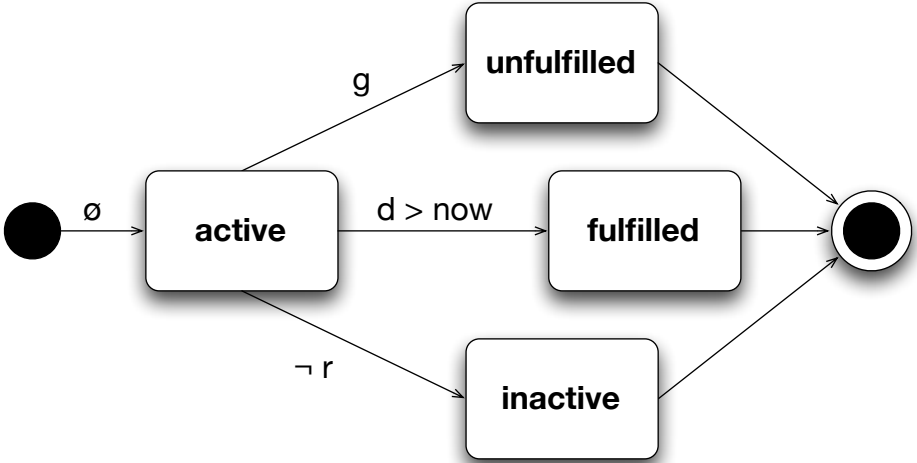 unfulfilled
g
ø
active
d > now
fulfilled
¬ r
inactive